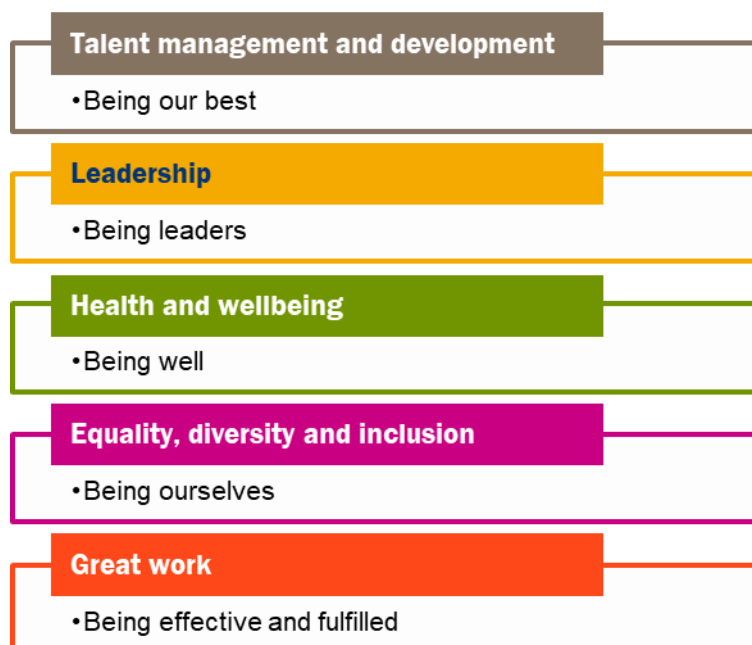 Talent management and development
•Being our best
Leadership
•Being leaders
Health and wellbeing
•Being well
Equality, diversity and inclusion
•Being ourselves
Great work
•Being effective and fulfilled